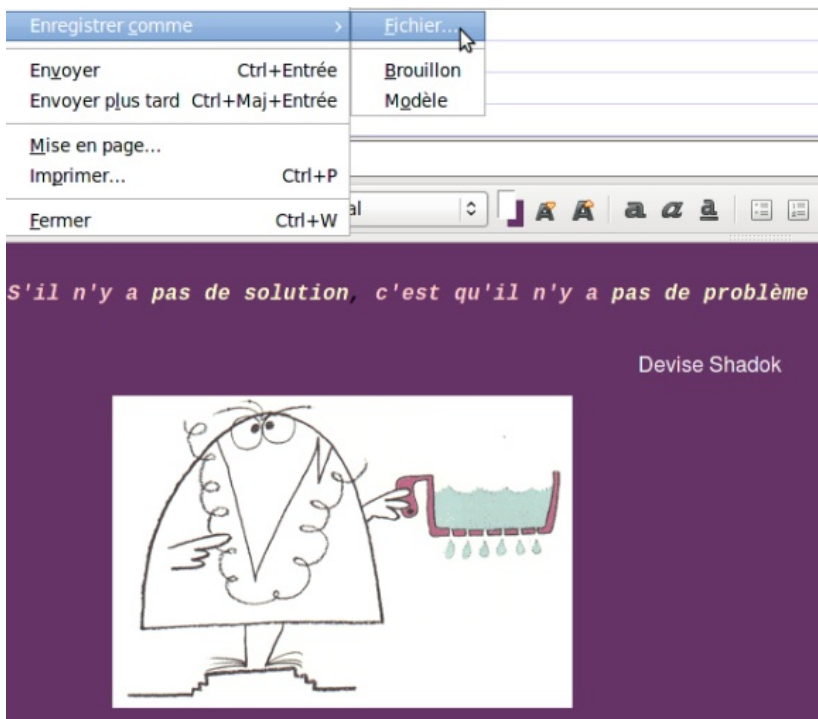 Enregistrer comme > Fichier...
Envoyer Ctrl+Entrée Brouillon
Envoyer plus tard Ctrl+Maj+Entrée Modèle
Mise en page...
Imprimer... Ctrl+P
Fermer Ctrl+W al
a a a
S'il n'y a pas de solution, c'est qu'il n'y a pas de problème
Devise Shadok